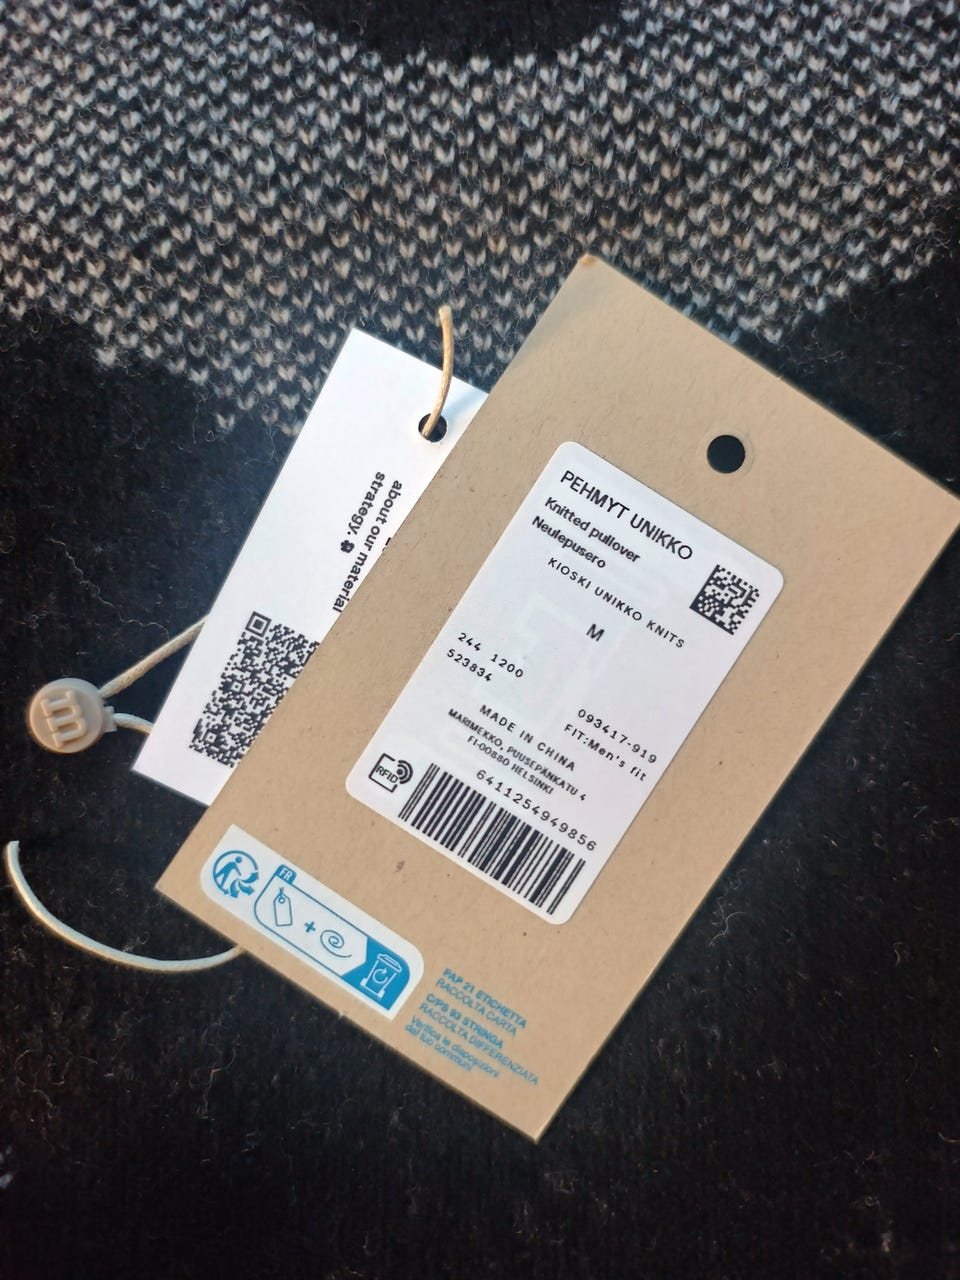 about our material
strategy.
PEHMYT UNIKKO
Knitted pullover
Neulepusero
KIOSKI UNIKKO KNITS
M
244 1200
523834
093417-919
FIT:Men's fit
MADE IN CHINA
MARIMEKKO, PUUSEPÄNKATU 4
FI-00880 HELSINKI
RFID
6411254949856
FR
PAP 21 ETICHETTA
RACCOLTA CARTA
C/PS 93 STRINGA
RACCOLTA DIFFERENZIATA
Verifica le disposizioni
del tuo communi
m